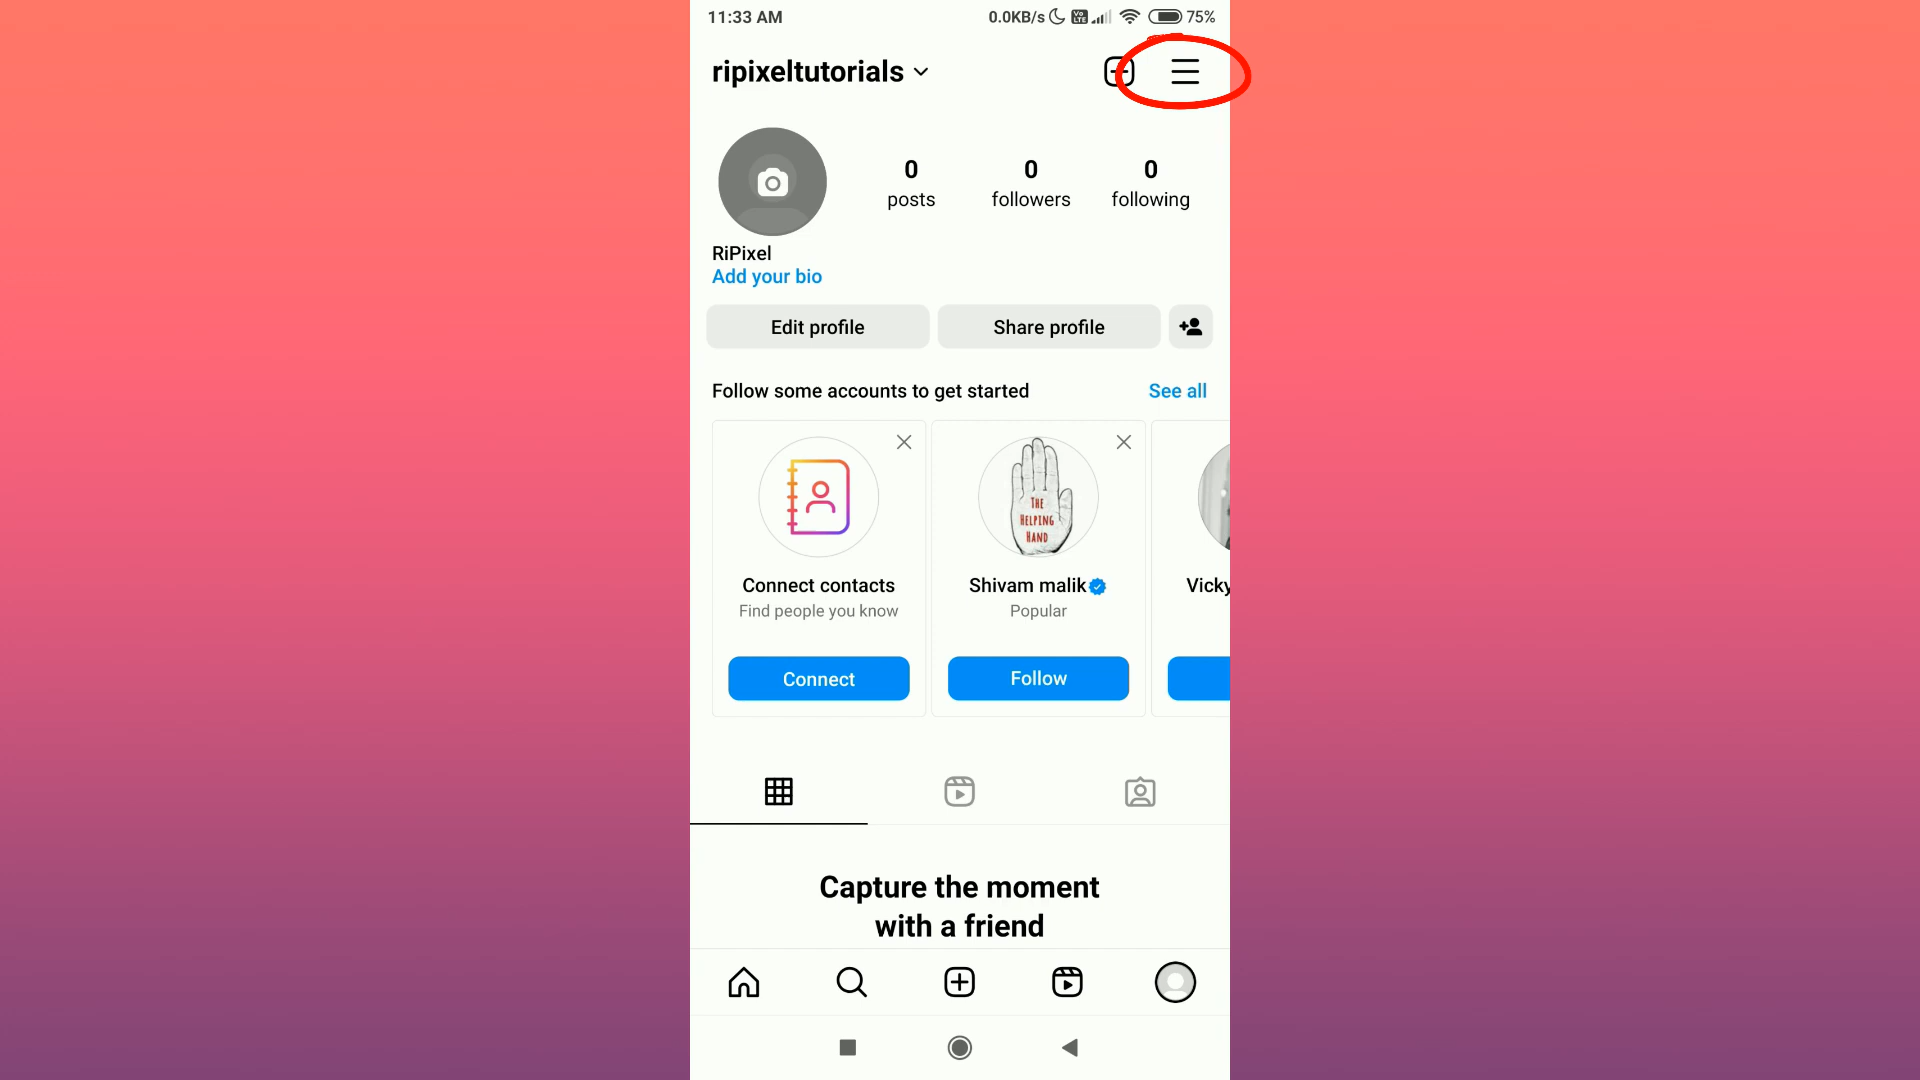 11:33 AM
0.0KB/s Vo LTE 75%
ripixeltutorials
0 0 0
posts followers following
RiPixel
Add your bio
Edit profile Share profile
Follow some accounts to get started See all
THE
HELPING
HAND
Connect contacts Shivam malik Vicky
Find people you know Popular
Connect Follow
Capture the moment
with a friend